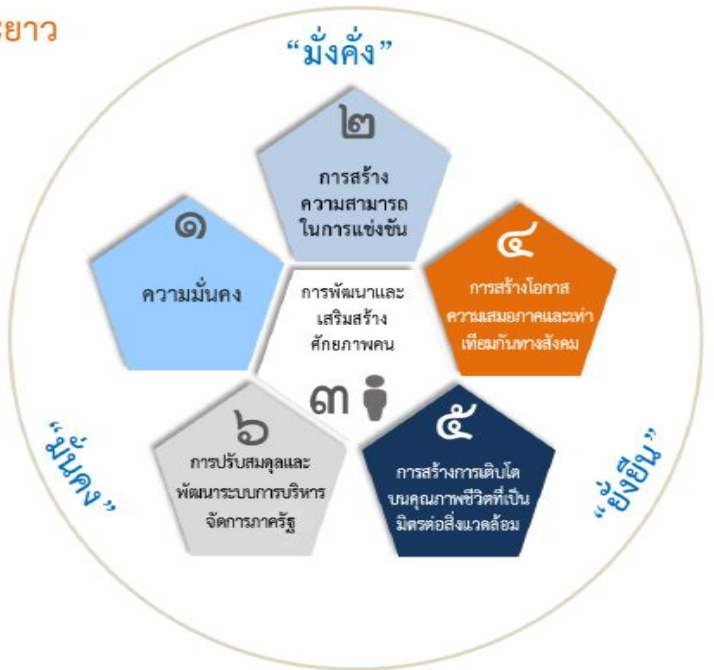 “มั่งคั่ง”
๒
การสร้าง
ความสามารถ
ในการแข่งขัน
๑
ความมั่นคง
๔
การสร้างโอกาส
ความเสมอภาคและเท่า
เทียมกันทางสังคม
การพัฒนาและ
เสริมสร้าง
ศักยภาพคน
๓
๖
การปรับสมดุลและ
พัฒนาระบบการบริหาร
จัดการภาครัฐ
๕
การสร้างการเติบโต
บนคุณภาพชีวิตที่เป็น
มิตรต่อสิ่งแวดล้อม
“มั่นคง”
“ยั่งยืน”